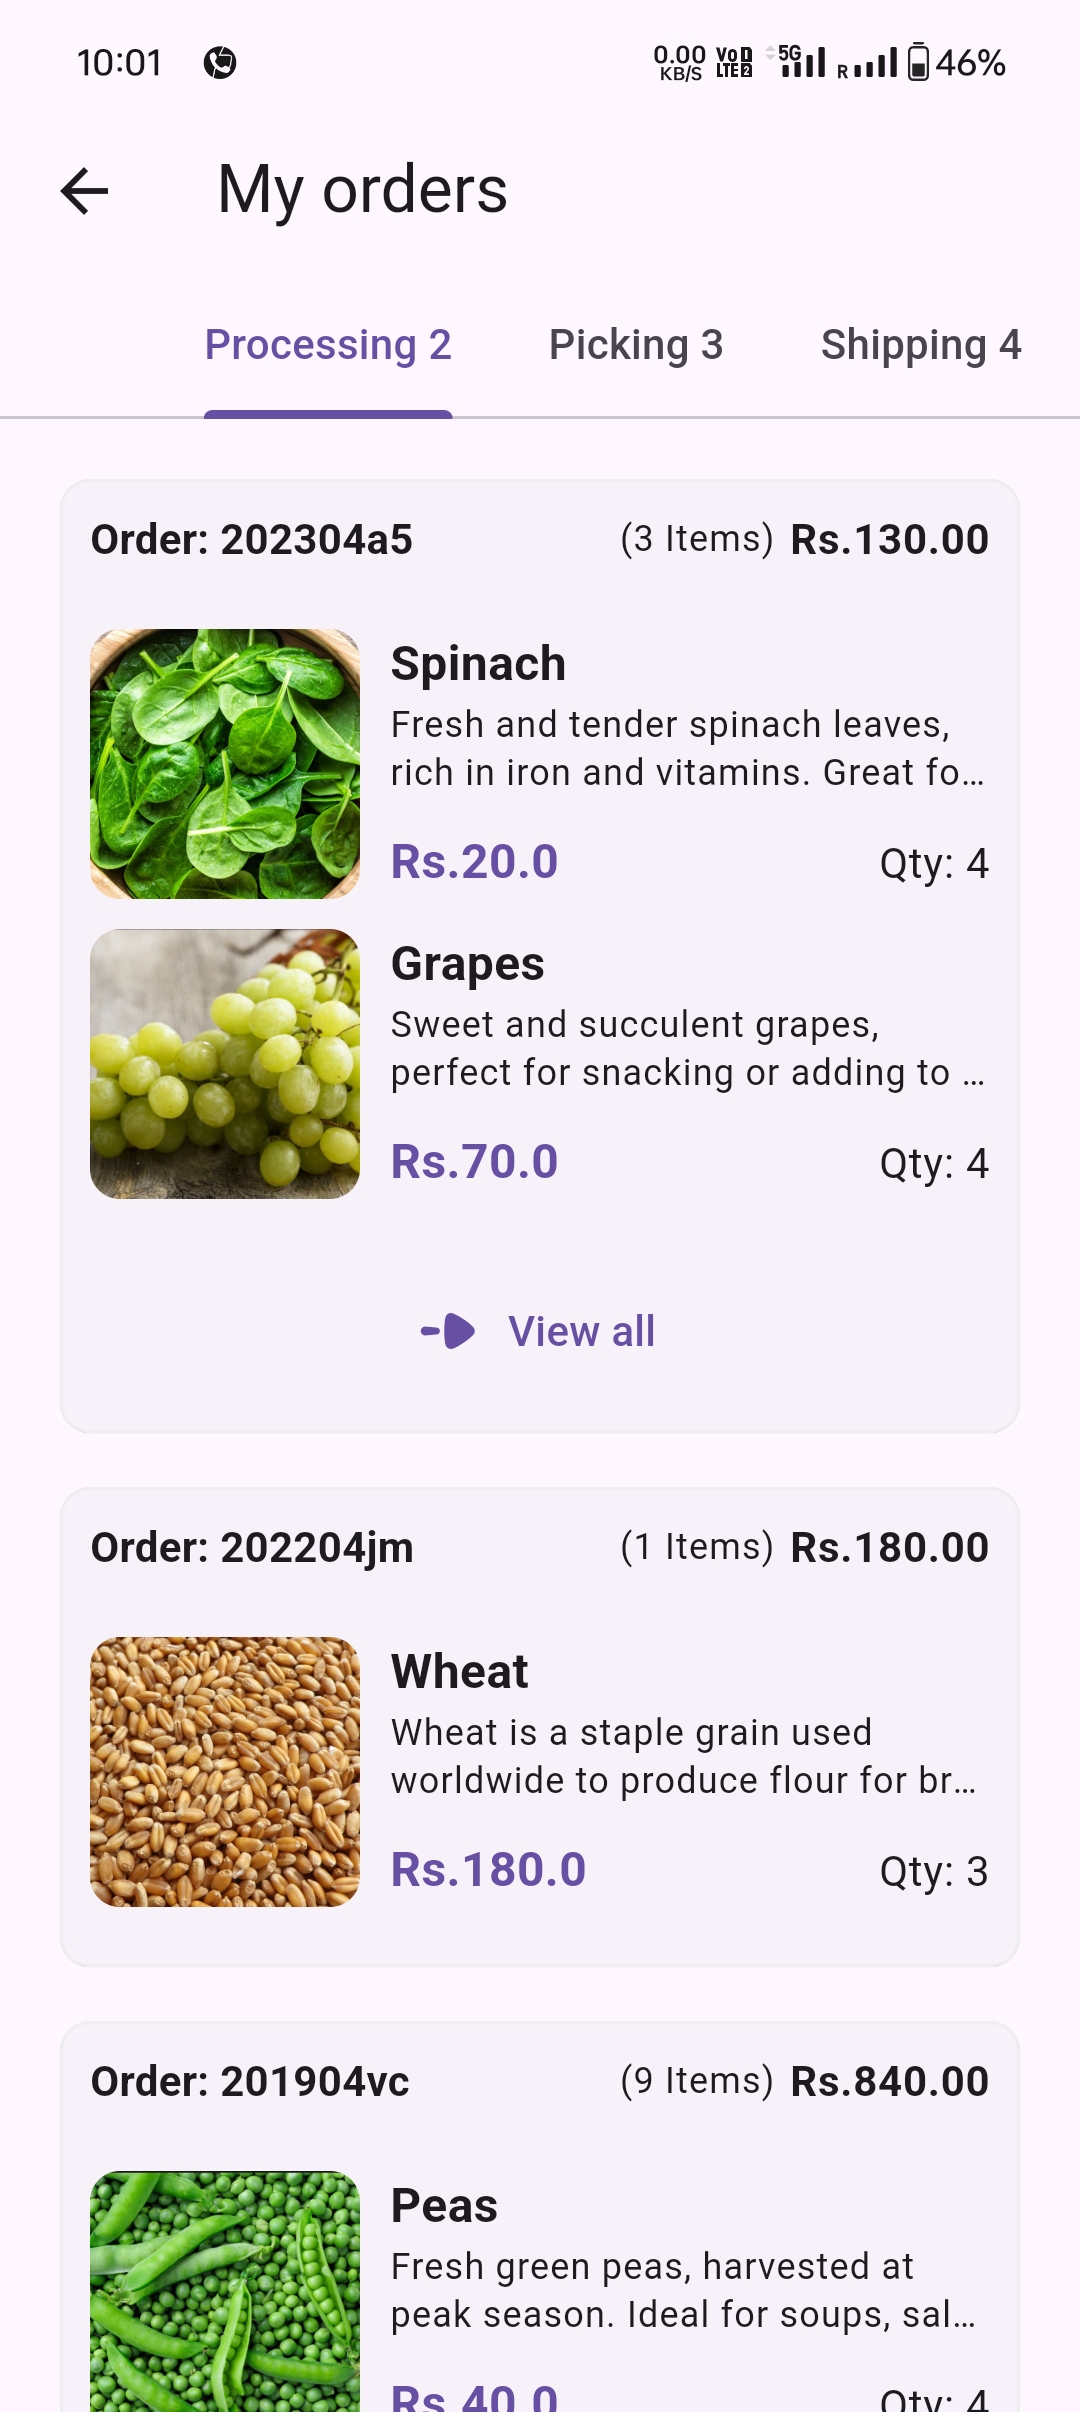 10:01
0.00 KB/S
Vo 1 LTE 2
5G
R
46%
My orders
Processing 2 Picking 3 Shipping 4
Order: 202304a5 (3 Items) Rs.130.00
Spinach
Fresh and tender spinach leaves,
rich in iron and vitamins. Great fo...
Rs.20.0 Qty: 4
Grapes
Sweet and succulent grapes,
perfect for snacking or adding to ...
Rs.70.0 Qty: 4
View all
Order: 202204jm (1 Items) Rs.180.00
Wheat
Wheat is a staple grain used
worldwide to produce flour for br...
Rs.180.0 Qty: 3
Order: 201904vc (9 Items) Rs.840.00
Peas
Fresh green peas, harvested at
peak season. Ideal for soups, sal...
Rs.40.0 Qty: 4